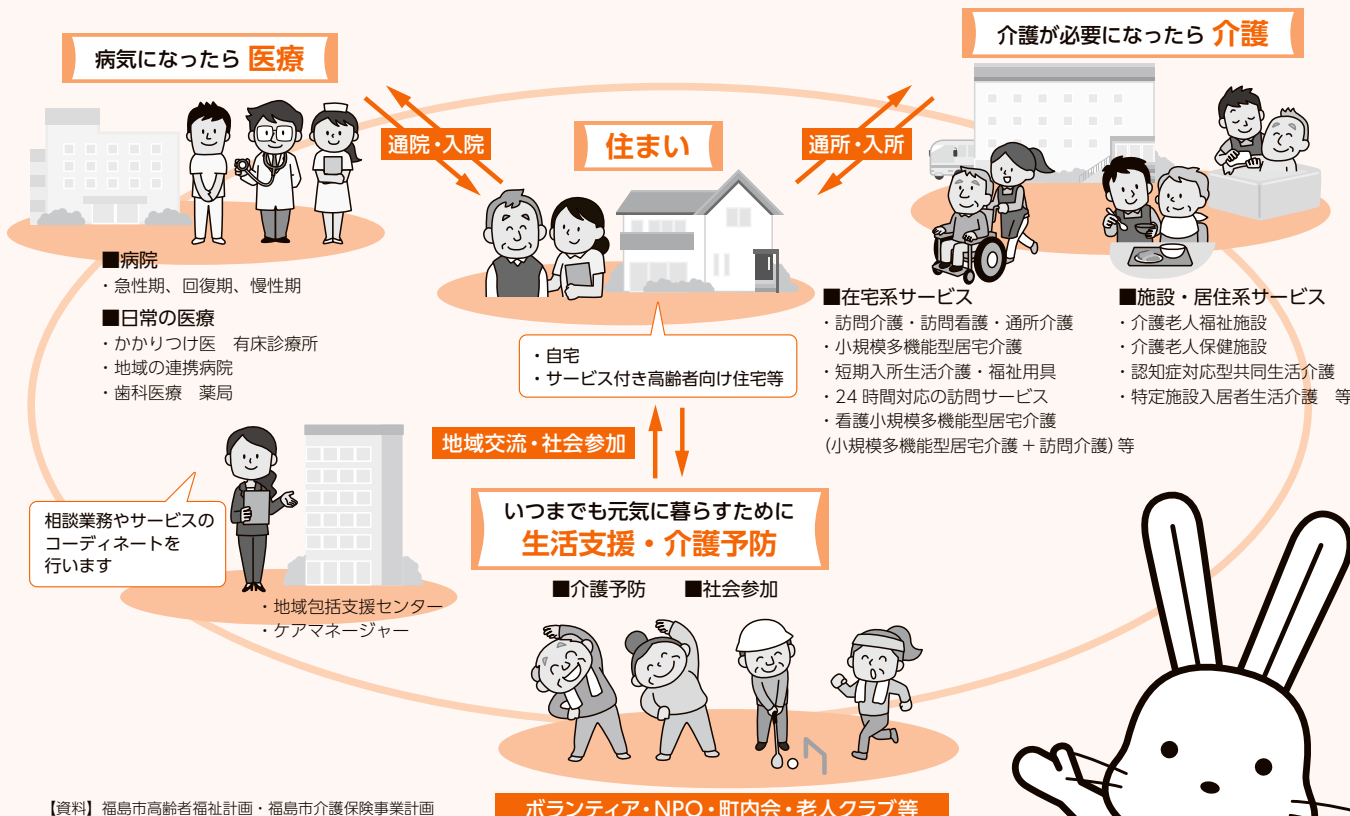 病気になったら 医療
介護が必要になったら 介護
通院・入院
住まい
通所・入所
■病院
・急性期、回復期、慢性期
■日常の医療
・かかりつけ医　有床診療所
・地域の連携病院
・歯科医療　薬局
・自宅
・サービス付き高齢者向け住宅等
■在宅系サービス
・訪問介護・訪問看護・通所介護
・小規模多機能型居宅介護
・短期入所生活介護・福祉用具
・24 時間対応の訪問サービス
・看護小規模多機能型居宅介護
（小規模多機能型居宅介護 + 訪問介護）等
■施設・居住系サービス
・介護老人福祉施設
・介護老人保健施設
・認知症対応型共同生活介護
・特定施設入居者生活介護　等
地域交流・社会参加
相談業務やサービスの
コーディネートを
行います
・地域包括支援センター
・ケアマネージャー
いつまでも元気に暮らすために
生活支援・介護予防
■介護予防　■社会参加
ボランティア・NPO・町内会・老人クラブ等
【資料】福島市高齢者福祉計画・福島市介護保険事業計画